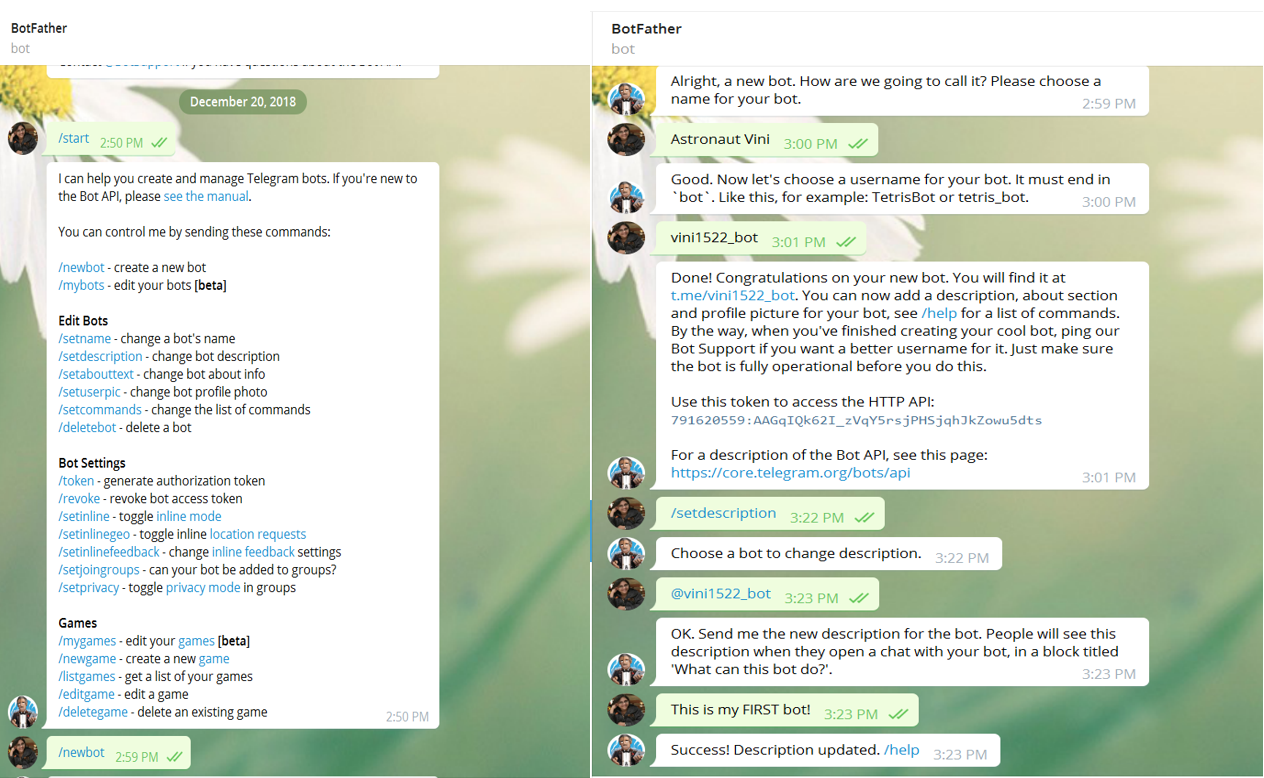 BotFather
bot
December 20, 2018
/start 2:50 PM
I can help you create and manage Telegram bots. If you're new to
the Bot API, please see the manual.
You can control me by sending these commands:
/newbot - create a new bot
/mybots - edit your bots [beta]
Edit Bots
/setname - change a bot's name
/setdescription - change bot description
/setabouttext - change bot about info
/setuserpic - change bot profile photo
/setcommands - change the list of commands
/deletebot - delete a bot
Bot Settings
/token - generate authorization token
/revoke - revoke bot access token
/setinline - toggle inline mode
/setinlinegeo - toggle inline location requests
/setinlinefeedback - change inline feedback settings
/setjoingroups - can your bot be added to groups?
/setprivacy - toggle privacy mode in groups
Games
/mygames - edit your games [beta]
/newgame - create a new game
/listgames - get a list of your games
/editgame - edit a game
/deletegame - delete an existing game
2:50 PM
/newbot 2:59 PM
BotFather
bot
Alright, a new bot. How are we going to call it? Please choose a
name for your bot.
2:59 PM
Astronaut Vini 3:00 PM
Good. Now let's choose a username for your bot. It must end in
`bot`. Like this, for example: TetrisBot or tetris_bot.
3:00 PM
vini1522_bot 3:01 PM
Done! Congratulations on your new bot. You will find it at
t.me/vini1522_bot. You can now add a description, about section
and profile picture for your bot, see /help for a list of commands.
By the way, when you've finished creating your cool bot, ping our
Bot Support if you want a better username for it. Just make sure
the bot is fully operational before you do this.
Use this token to access the HTTP API:
791620559:AAGqIQk62I_zVqY5rsjPHSjqhJkZowu5dts
For a description of the Bot API, see this page:
https://core.telegram.org/bots/api
3:01 PM
/setdescription 3:22 PM
Choose a bot to change description. 3:22 PM
@vini1522_bot 3:23 PM
OK. Send me the new description for the bot. People will see this
description when they open a chat with your bot, in a block titled
'What can this bot do?'.
3:23 PM
This is my FIRST bot! 3:23 PM
Success! Description updated. /help 3:23 PM